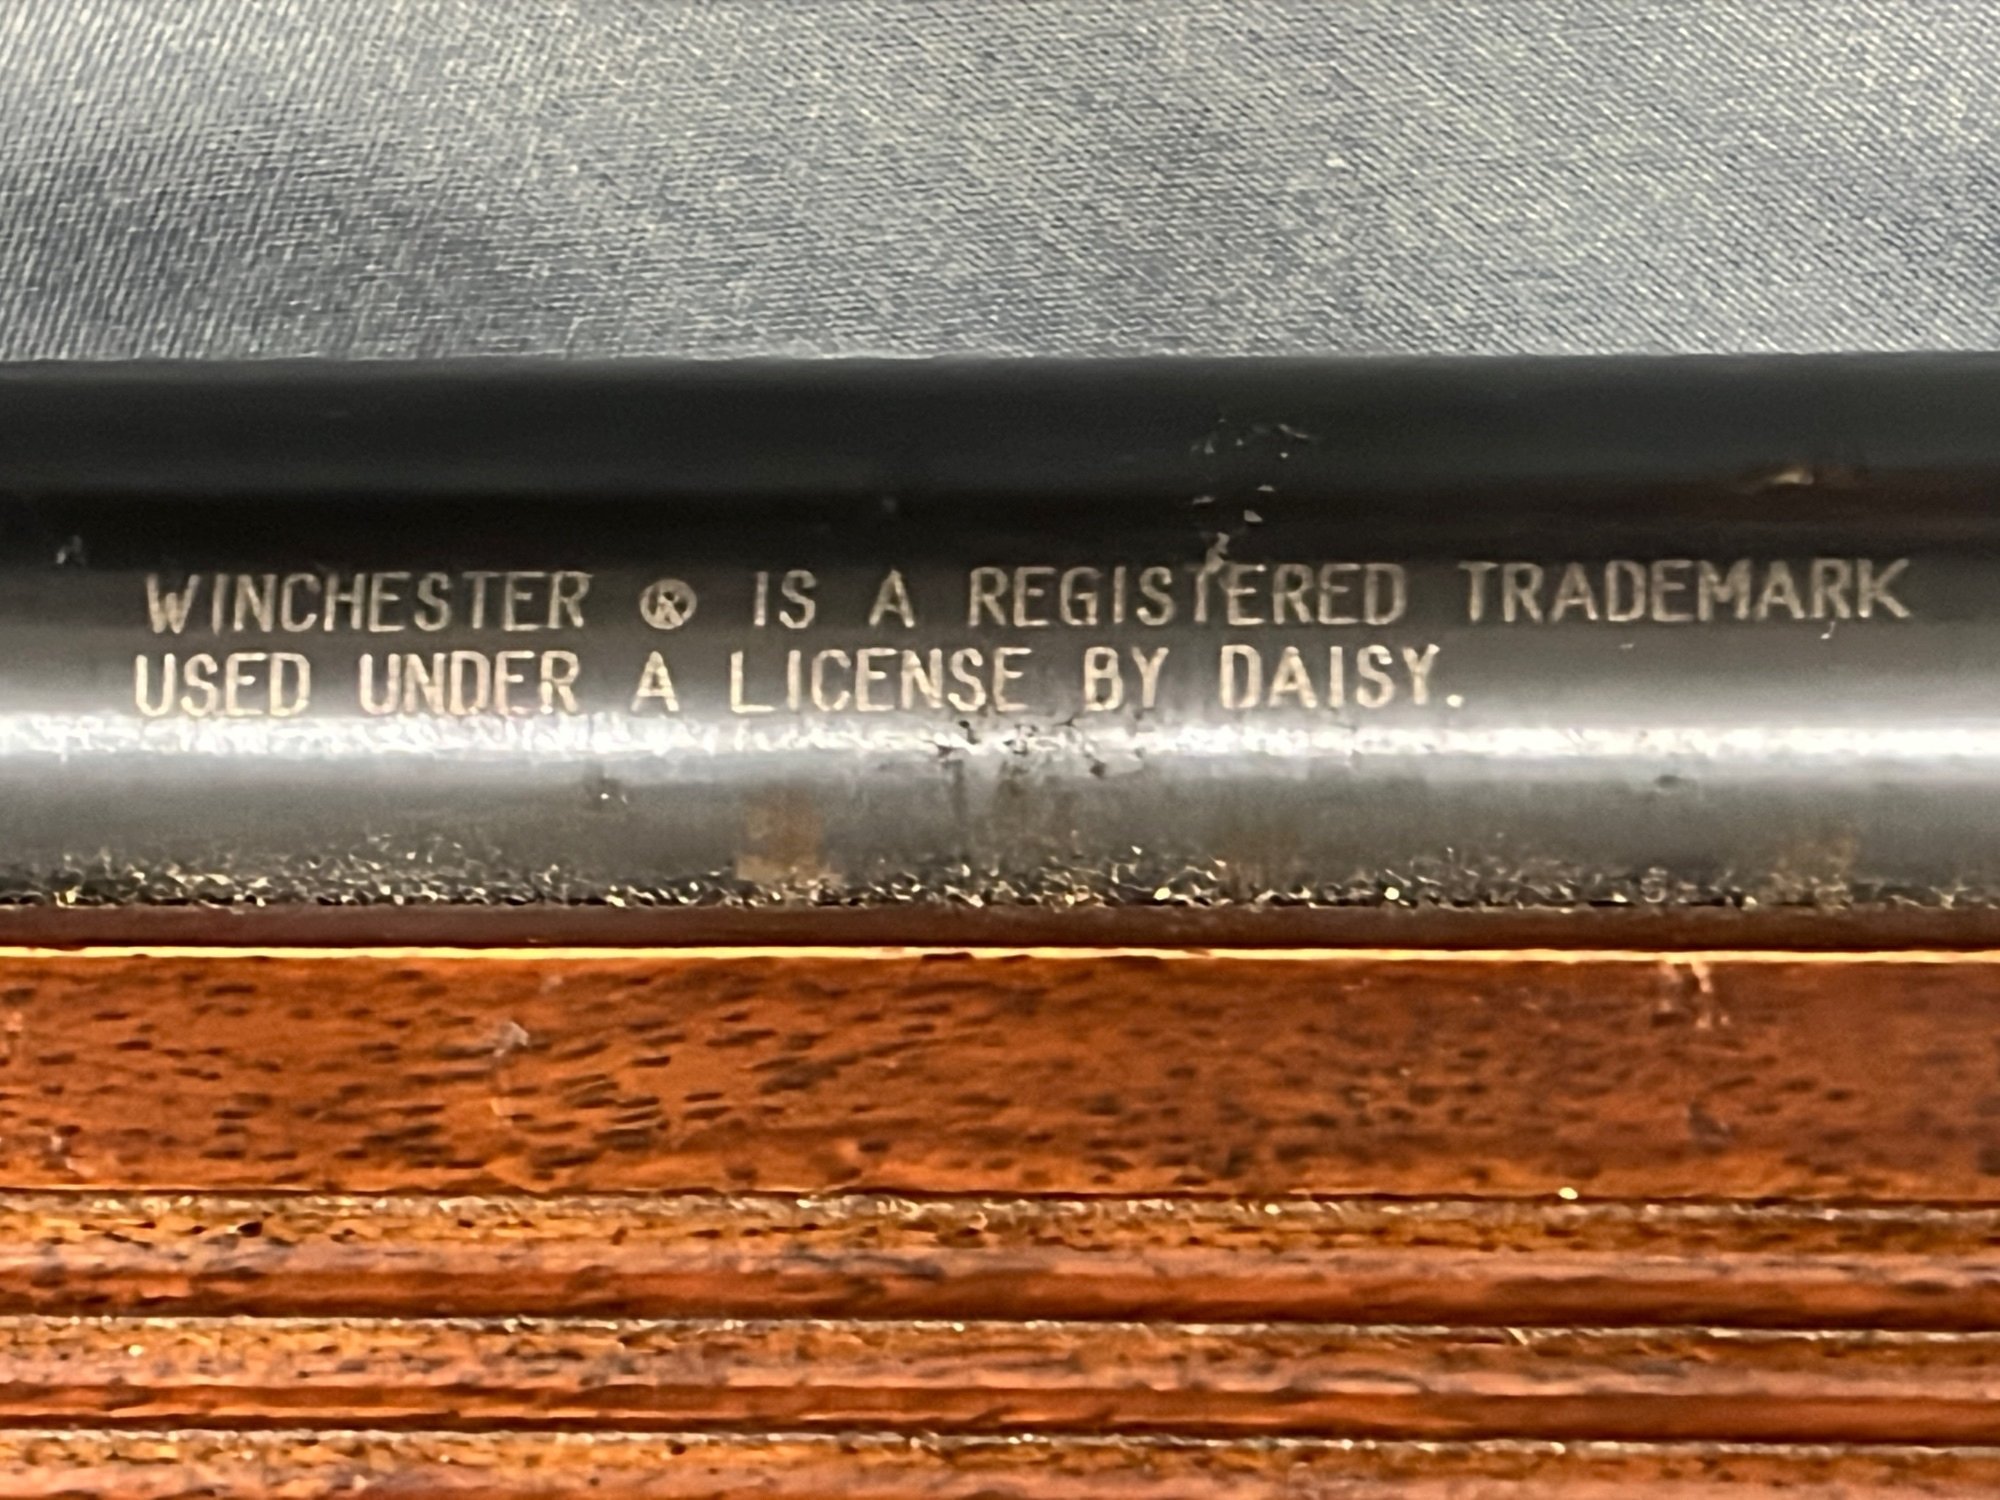 WINCHESTER ® IS A REGISTERED TRADEMARK
USED UNDER A LICENSE BY DAISY.